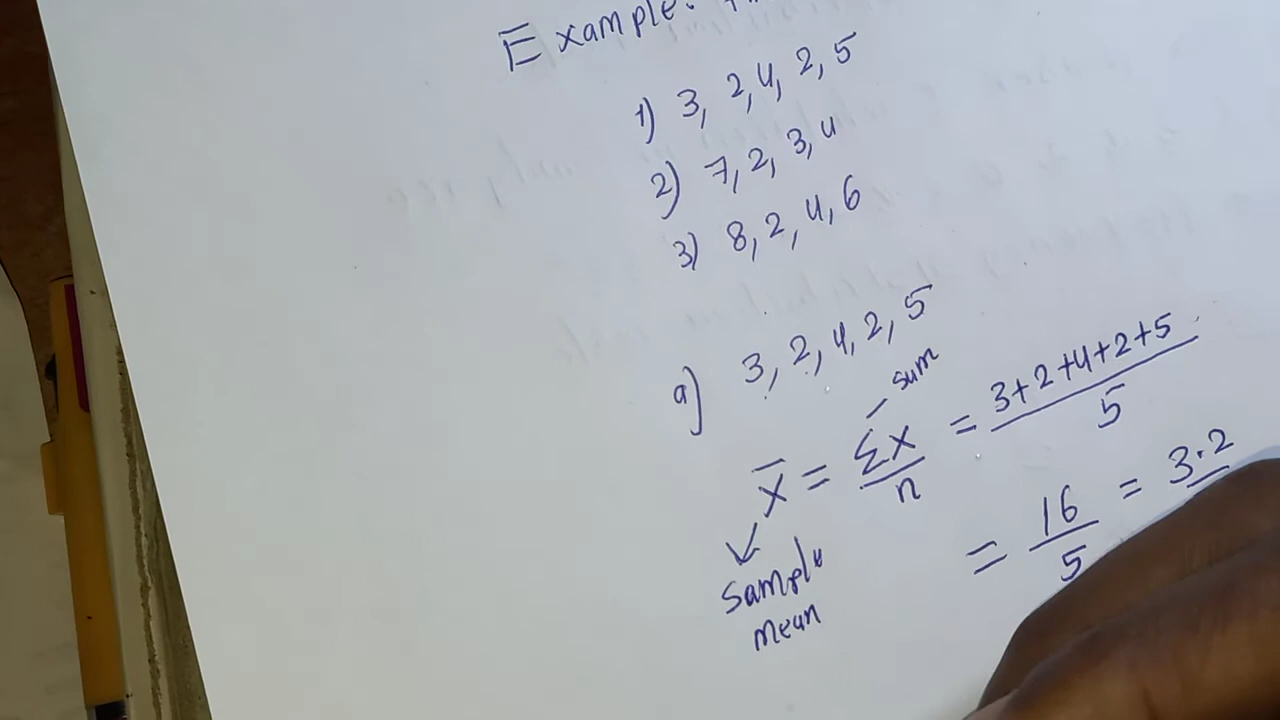 Example:
1) 3, 2, 4, 2, 5
2) 7, 2, 3, 4
3) 8, 2, 4, 6
a) 3, 2, 4, 2, 5
sum
x̄ = Σx/n = 3+2+4+2+5/5
= 16/5 = 3.2
Sample
mean